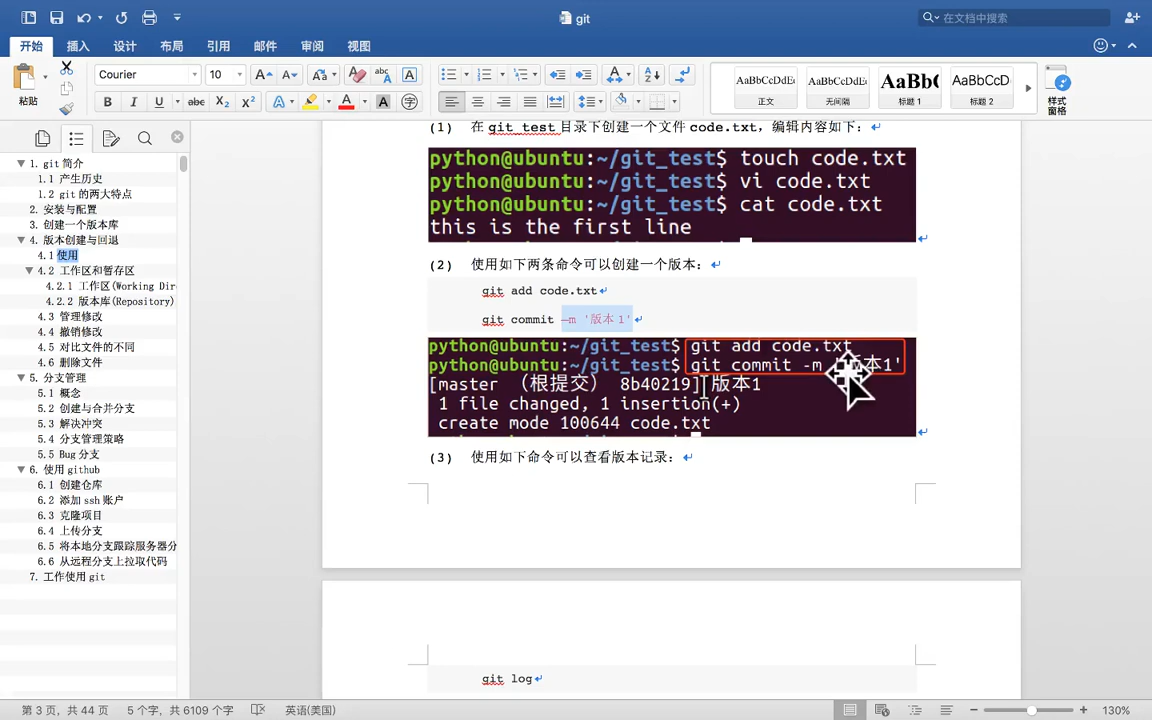 git
在文档中搜索
开始 插入 设计 布局 引用 邮件 审阅 视图
粘贴
Courier 10
AaBbCcDdEe AaBbCcDdEe AaBb( AaBbCcD
正文 无间隔 标题 1 标题 2
样式
窗格
1. git 简介
1.1 产生历史
1.2 git 的两大特点
2. 安装与配置
3. 创建一个版本库
4. 版本创建与回退
4.1 使用
4.2 工作区和暂存区
4.2.1 工作区(Working Dir
4.2.2 版本库(Repository)
4.3 管理修改
4.4 撤销修改
4.5 对比文件的不同
4.6 删除文件
5. 分支管理
5.1 概念
5.2 创建与合并分支
5.3 解决冲突
5.4 分支管理策略
5.5 Bug 分支
6. 使用 github
6.1 创建仓库
6.2 添加 ssh 账户
6.3 克隆项目
6.4 上传分支
6.5 将本地分支跟踪服务器分
6.6 从远程分支上拉取代码
7. 工作使用 git
(1) 在 git_test 目录下创建一个文件 code.txt，编辑内容如下：
python@ubuntu:~/git_test$ touch code.txt
python@ubuntu:~/git_test$ vi code.txt
python@ubuntu:~/git_test$ cat code.txt
this is the first line
(2) 使用如下两条命令可以创建一个版本：
git add code.txt
git commit –m '版本1'
python@ubuntu:~/git_test$ git add code.txt
python@ubuntu:~/git_test$ git commit -m '版本1'
[master （根提交） 8b40219] 版本1
1 file changed, 1 insertion(+)
create mode 100644 code.txt
(3) 使用如下命令可以查看版本记录：
git log
第 3 页，共 44 页 5 个字，共 6109 个字 英语(美国) 130%